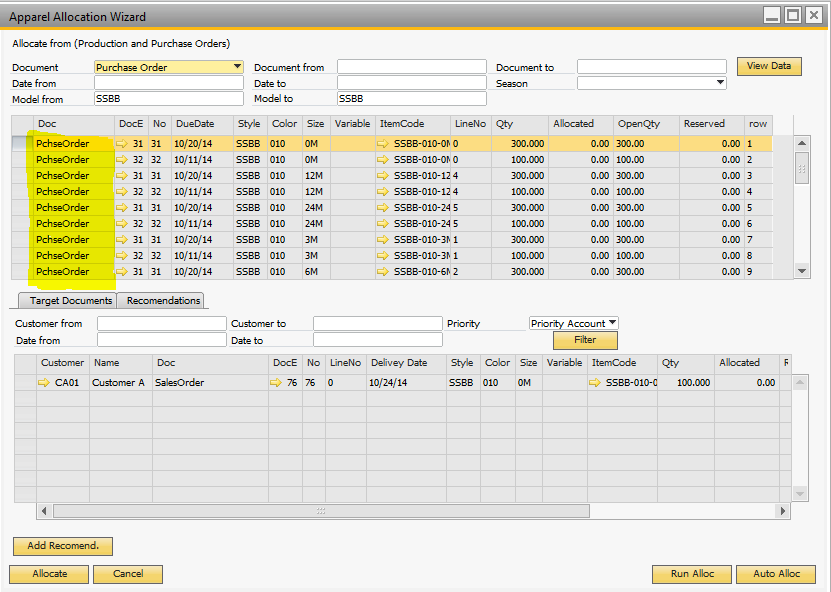 Apparel Allocation Wizard
Allocate from (Production and Purchase Orders)
Document Purchase Order Document from Document to View Data
Date from Date to Season
Model from SSBB Model to SSBB
Doc DocE No DueDate Style Color Size Variable ItemCode LineNo Qty Allocated OpenQty Reserved row
PchseOrder 31 31 10/20/14 SSBB 010 0M SSBB-010-0M 0 300.000 0.00 300.00 0.00 1
PchseOrder 32 32 10/11/14 SSBB 010 0M SSBB-010-0M 0 100.000 0.00 100.00 0.00 2
PchseOrder 31 31 10/20/14 SSBB 010 12M SSBB-010-12 4 300.000 0.00 300.00 0.00 3
PchseOrder 32 32 10/11/14 SSBB 010 12M SSBB-010-12 4 100.000 0.00 100.00 0.00 4
PchseOrder 31 31 10/20/14 SSBB 010 24M SSBB-010-24 5 300.000 0.00 300.00 0.00 5
PchseOrder 32 32 10/11/14 SSBB 010 24M SSBB-010-24 5 100.000 0.00 100.00 0.00 6
PchseOrder 31 31 10/20/14 SSBB 010 3M SSBB-010-3M 1 300.000 0.00 300.00 0.00 7
PchseOrder 32 32 10/11/14 SSBB 010 3M SSBB-010-3M 1 100.000 0.00 100.00 0.00 8
PchseOrder 31 31 10/20/14 SSBB 010 6M SSBB-010-6M 2 300.000 0.00 300.00 0.00 9
Target Documents Recomendations
Customer from Customer to Priority Priority Account
Date from Date to Filter
Customer Name Doc DocE No LineNo Delivey Date Style Color Size Variable ItemCode Qty Allocated R
CA01 Customer A SalesOrder 76 76 0 10/24/14 SSBB 010 0M SSBB-010-0 100.000 0.00
Add Recomend.
Allocate Cancel Run Alloc Auto Alloc